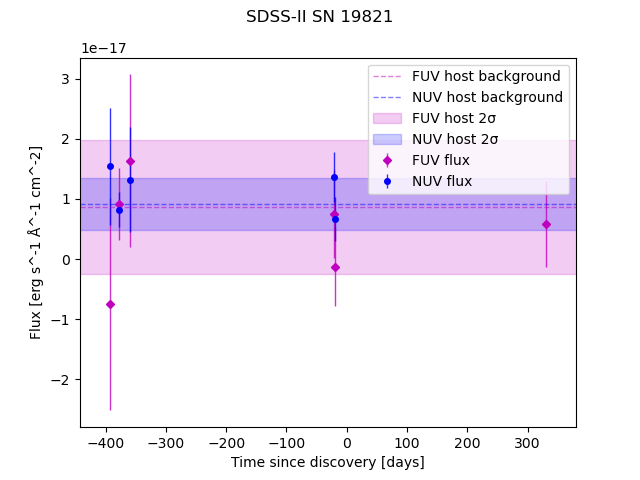 SDSS-II SN 19821
1e−17
FUV host background
NUV host background
FUV host 2σ
NUV host 2σ
FUV flux
NUV flux
Flux [erg s^-1 Å^-1 cm^-2]
3
2
1
0
−1
−2
−400
−300
−200
−100
0
100
200
300
Time since discovery [days]